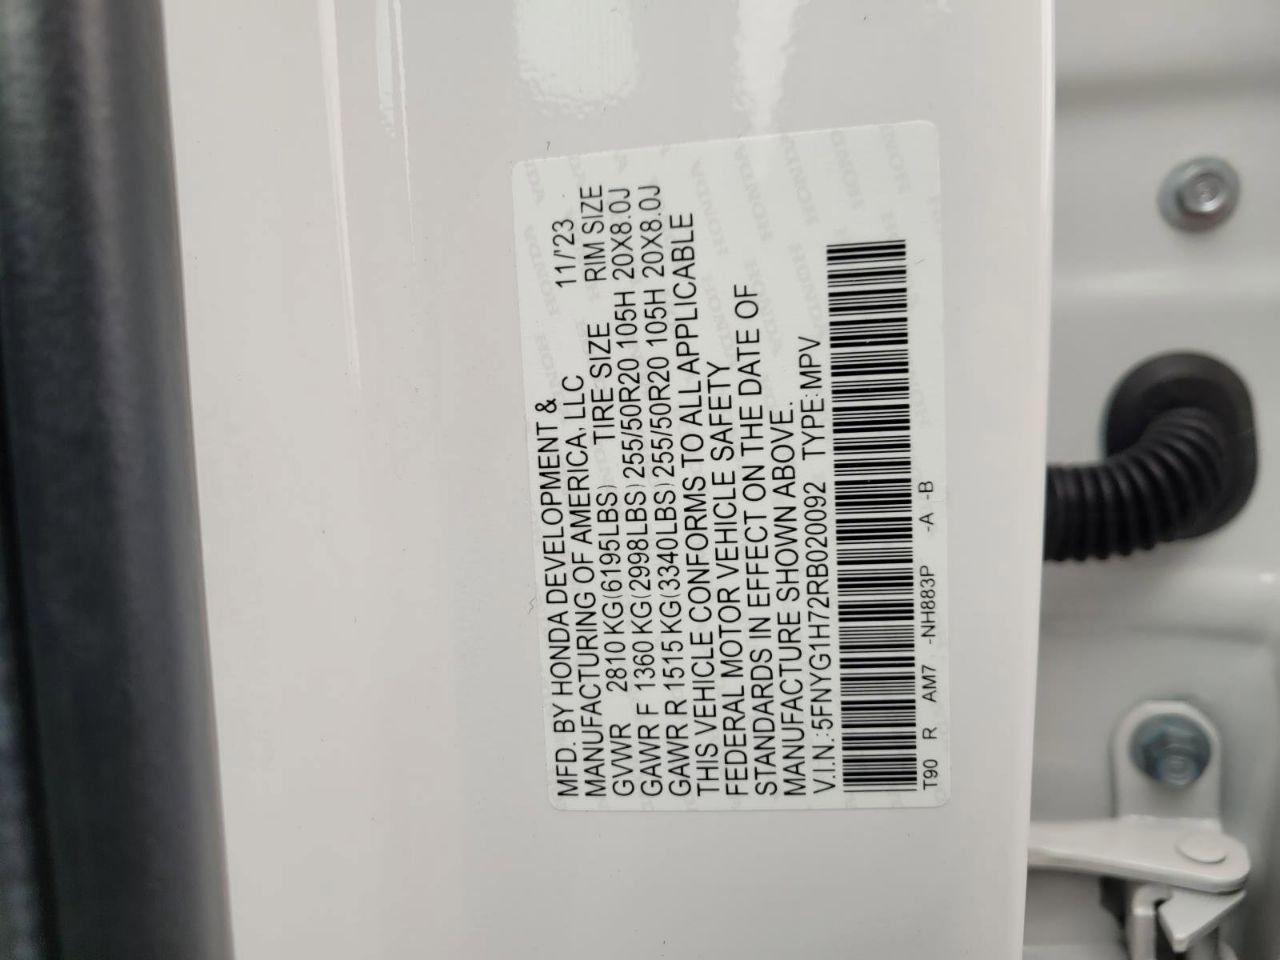 MFD. BY HONDA DEVELOPMENT &
MANUFACTURING OF AMERICA, LLC 11/'23
GVWR 2810 KG(6195LBS) TIRE SIZE RIM SIZE
GAWR F 1360 KG(2998LBS) 255/50R20 105H 20X8.0J
GAWR R 1515 KG(3340LBS) 255/50R20 105H 20X8.0J
THIS VEHICLE CONFORMS TO ALL APPLICABLE
FEDERAL MOTOR VEHICLE SAFETY
STANDARDS IN EFFECT ON THE DATE OF
MANUFACTURE SHOWN ABOVE.
V.I.N.:5FNYG1H72RB020092 TYPE:MPV
T90 R AM7 -NH883P -A -B